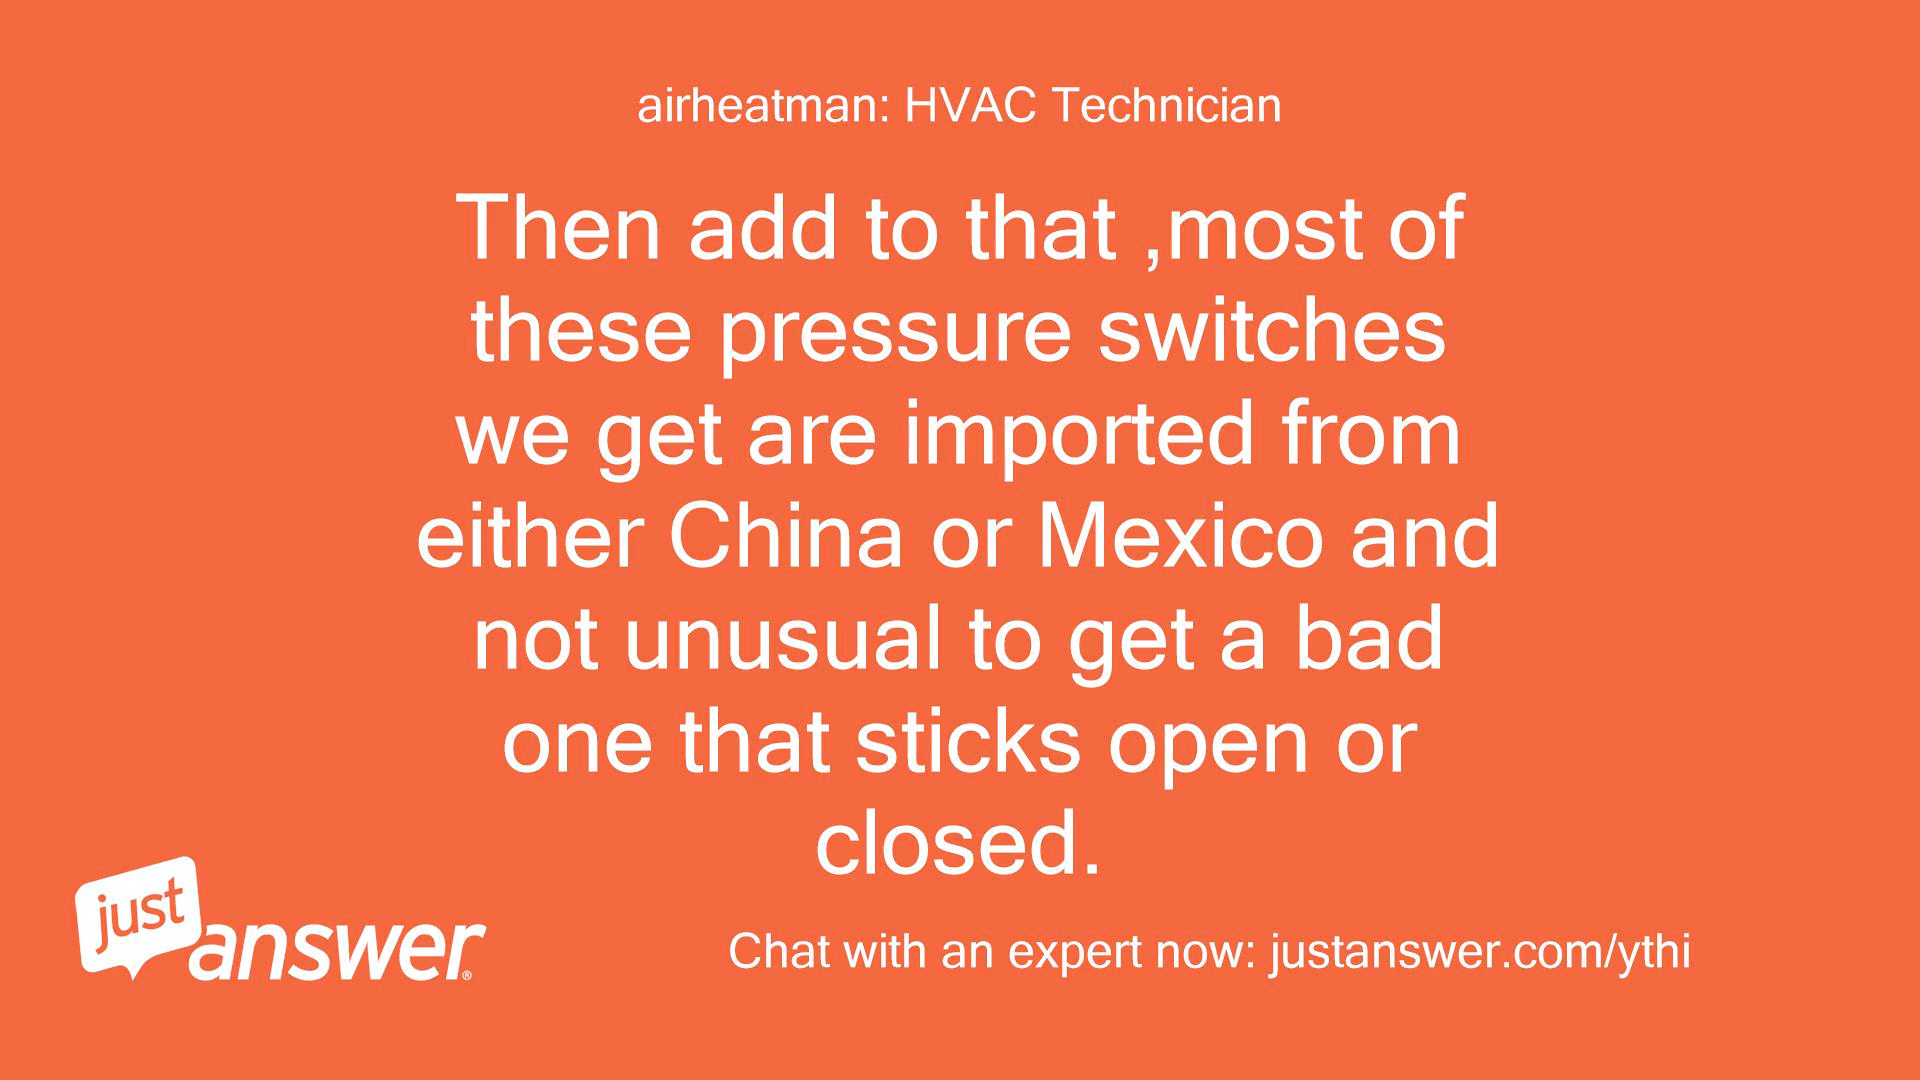 airheatman: HVAC Technician
Then add to that ,most of
these pressure switches
we get are imported from
either China or Mexico and
not unusual to get a bad
one that sticks open or
closed.
just
answer®
Chat with an expert now: justanswer.com/ythi